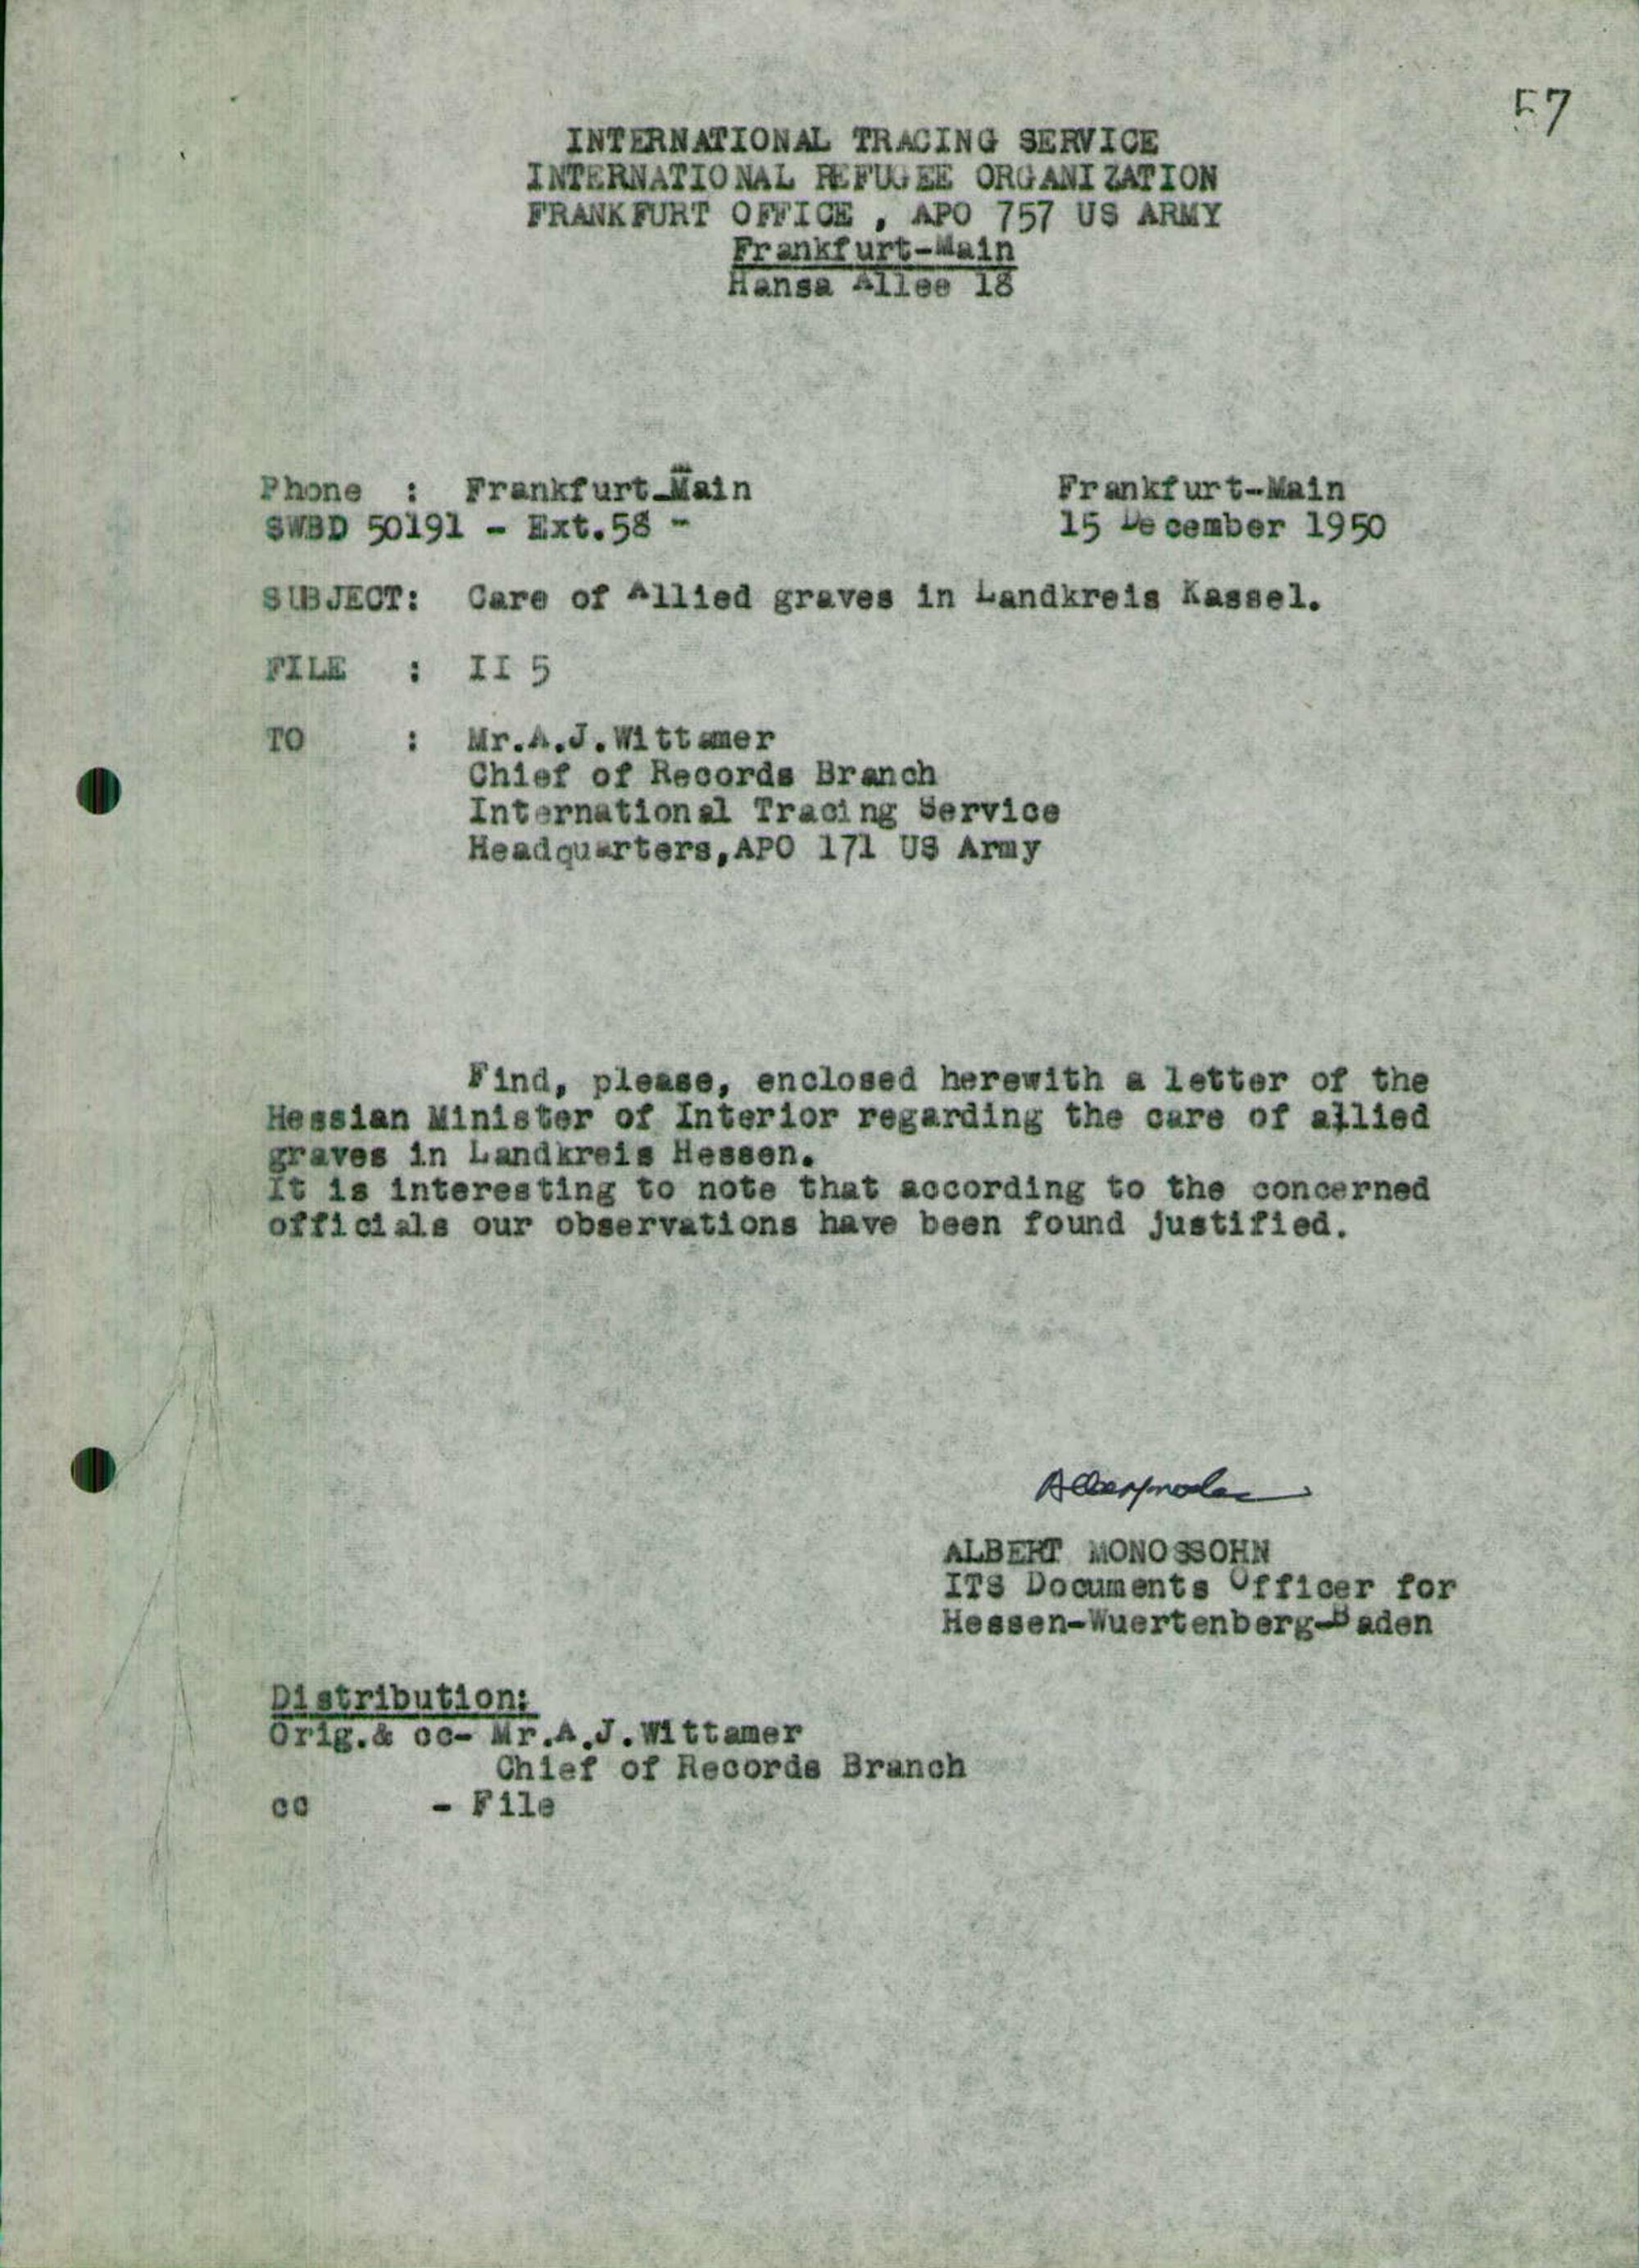 57
INTERNATIONAL TRACING SERVICE
INTERNATIONAL REFUGEE ORGANIZATION
FRANKFURT OFFICE , APO 757 US ARMY
Frankfurt-Main
Hansa Allee 18
Phone : Frankfurt-Main
SWBD 50191 - Ext.58 -
Frankfurt-Main
15 December 1950
SUBJECT: Care of Allied graves in Landkreis Kassel.
FILE : II 5
TO : Mr.A.J.Wittamer
Chief of Records Branch
International Tracing Service
Headquarters,APO 171 US Army
Find, please, enclosed herewith a letter of the
Hessian Minister of Interior regarding the care of allied
graves in Landkreis Hessen.
It is interesting to note that according to the concerned
officials our observations have been found justified.
ALBERT MONOSSOHN
ITS Documents Officer for
Hessen-Wuertenberg-Baden
Distribution:
Orig.& cc- Mr.A.J.Wittamer
Chief of Records Branch
cc - File